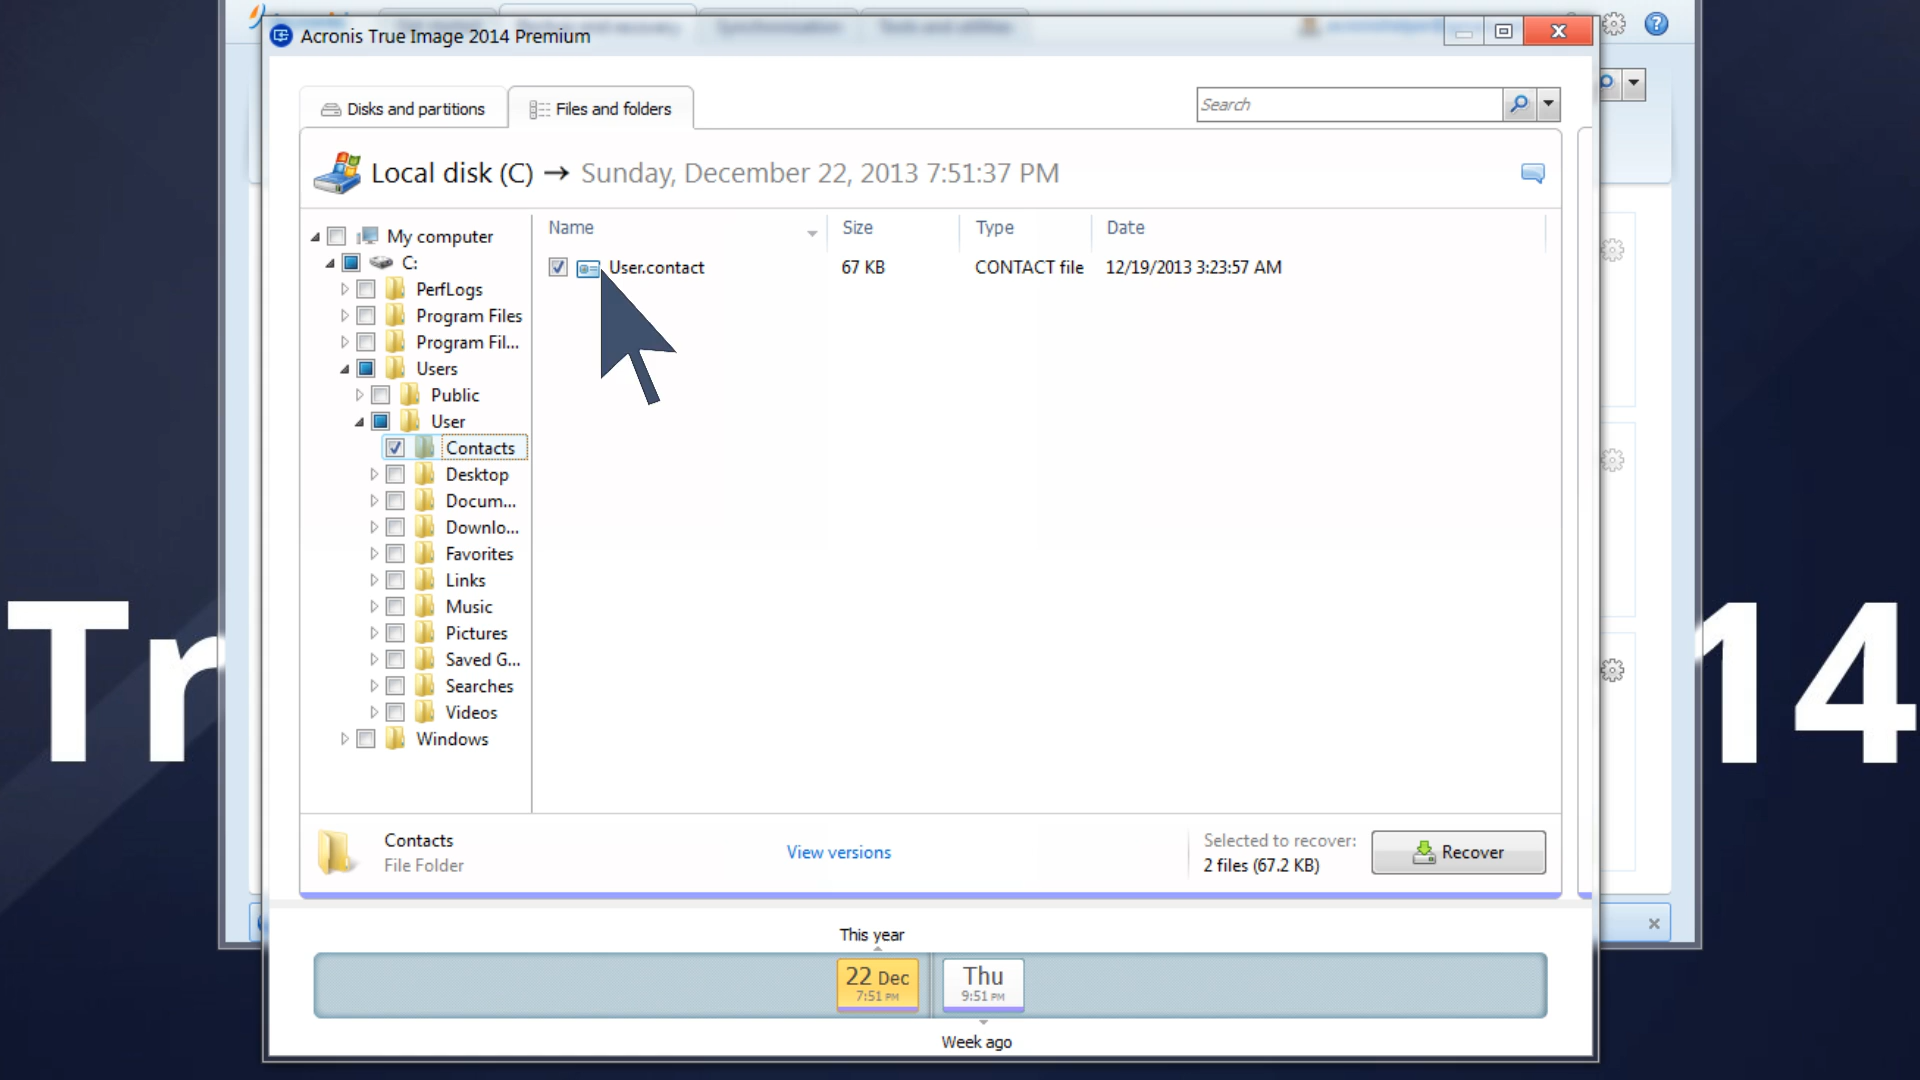 Acronis True Image 2014 Premium
Disks and partitions
Files and folders
Search
Local disk (C) → Sunday, December 22, 2013 7:51:37 PM
My computer
C:
PerfLogs
Program Files
Program Fil...
Users
Public
User
Contacts
Desktop
Docum...
Downlo...
Favorites
Links
Music
Pictures
Saved G...
Searches
Videos
Windows
Name Size Type Date
User.contact 67 KB CONTACT file 12/19/2013 3:23:57 AM
Tr 14
Contacts
File Folder
View versions
Selected to recover:
2 files (67.2 KB)
Recover
This year
22 Dec
7:51 PM
Thu
9:51 PM
Week ago